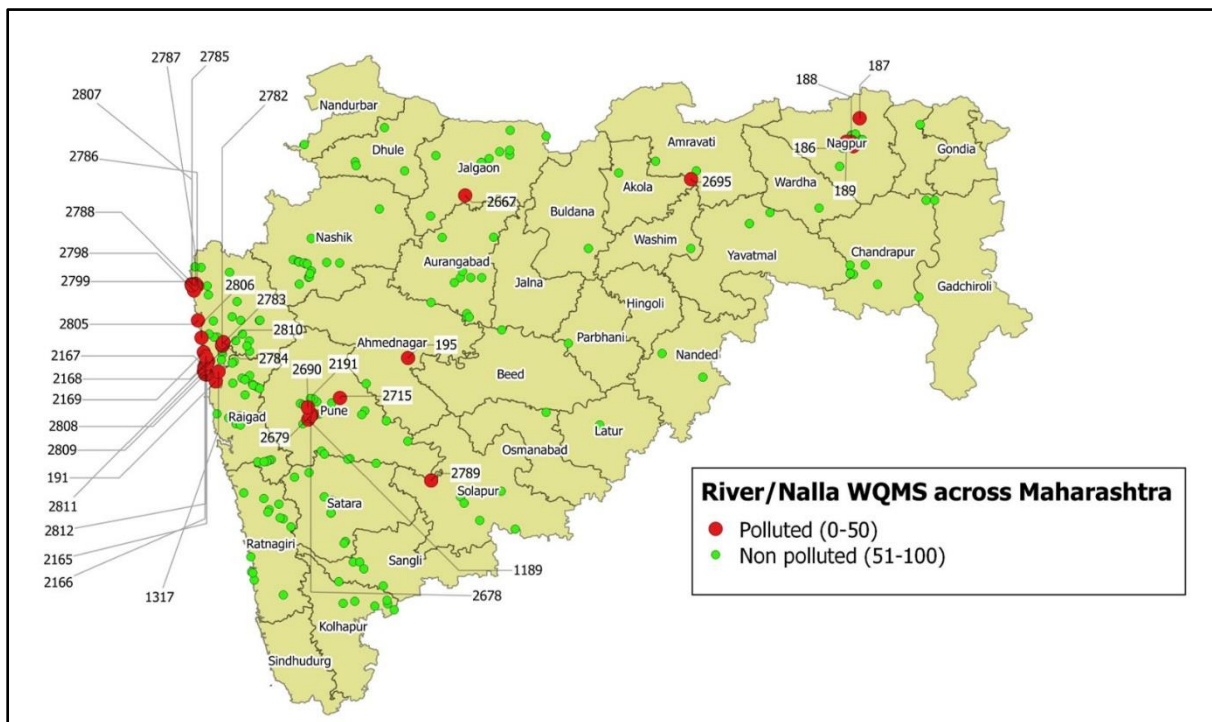 2787
2785
2807
2782
187
188
2786
Nandurbar
Dhule
Jalgaon
Amravati
186
Nagpur
Gondia
Akola
2695
Wardha
189
2667
Buldana
2788
Nashik
Washim
2798
Aurangabad
Yavatmal
Chandrapur
2799
2806
2783
Jalna
Hingoli
Gadchiroli
2805
2810
Parbhani
Ahmednagar
195
2167
2784
Nanded
2168
2690
2191
Beed
2169
2715
2808
Raigad
Pune
2679
Latur
2809
Osmanabad
191
2789
Solapur
2811
Satara
2812
Ratnagiri
2165
Sangli
2166
1189
1317
2678
Kolhapur
Sindhudurg
River/Nalla WQMS across Maharashtra
Polluted (0-50)
Non polluted (51-100)